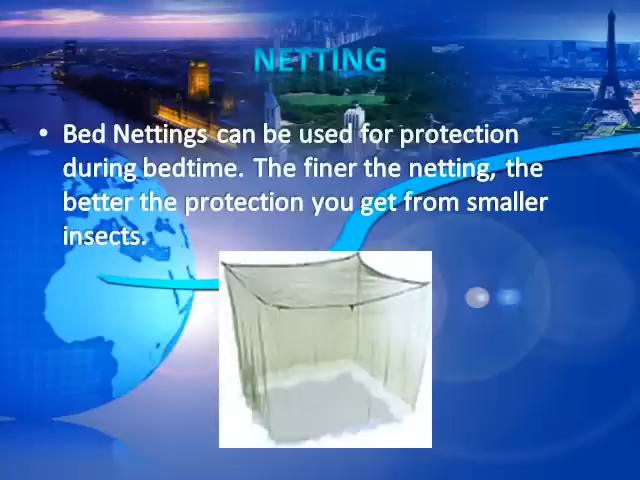 NETTING
• Bed Nettings can be used for protection
during bedtime. The finer the netting, the
better the protection you get from smaller
insects.